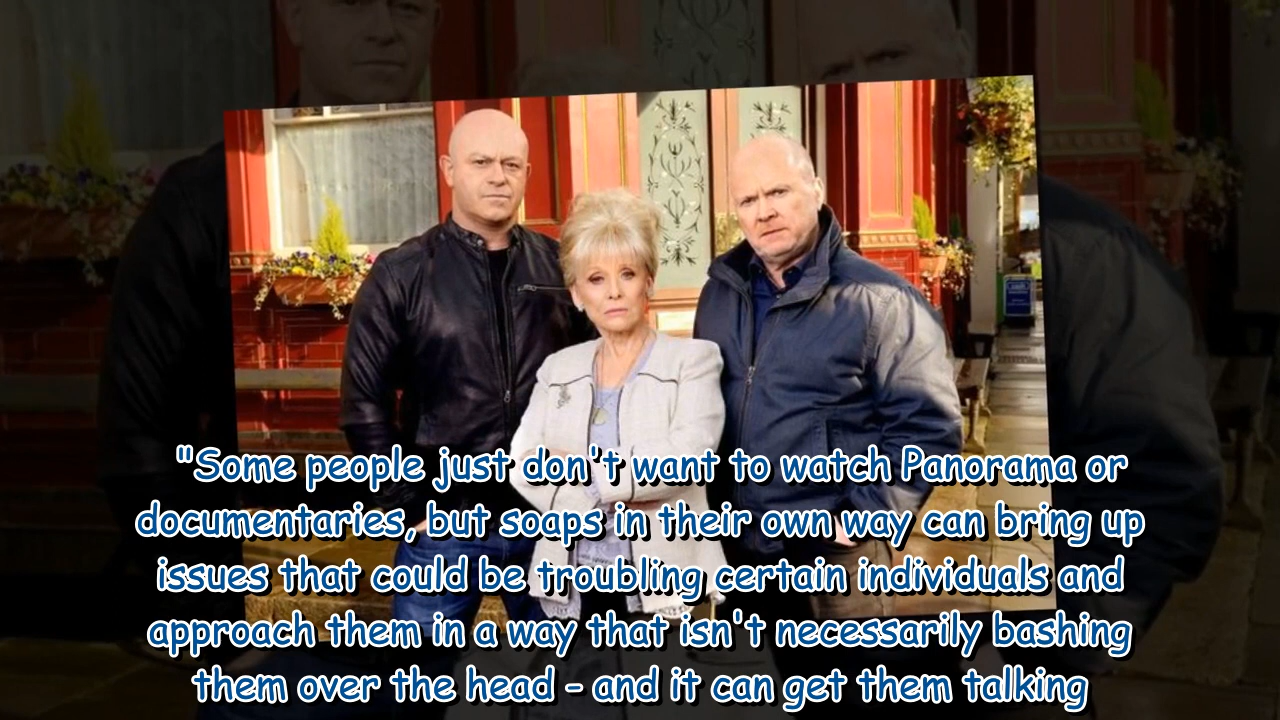 "Some people just don't want to watch Panorama or
documentaries, but soaps in their own way can bring up
issues that could be troubling certain individuals and
approach them in a way that isn't necessarily bashing
them over the head - and it can get them talking